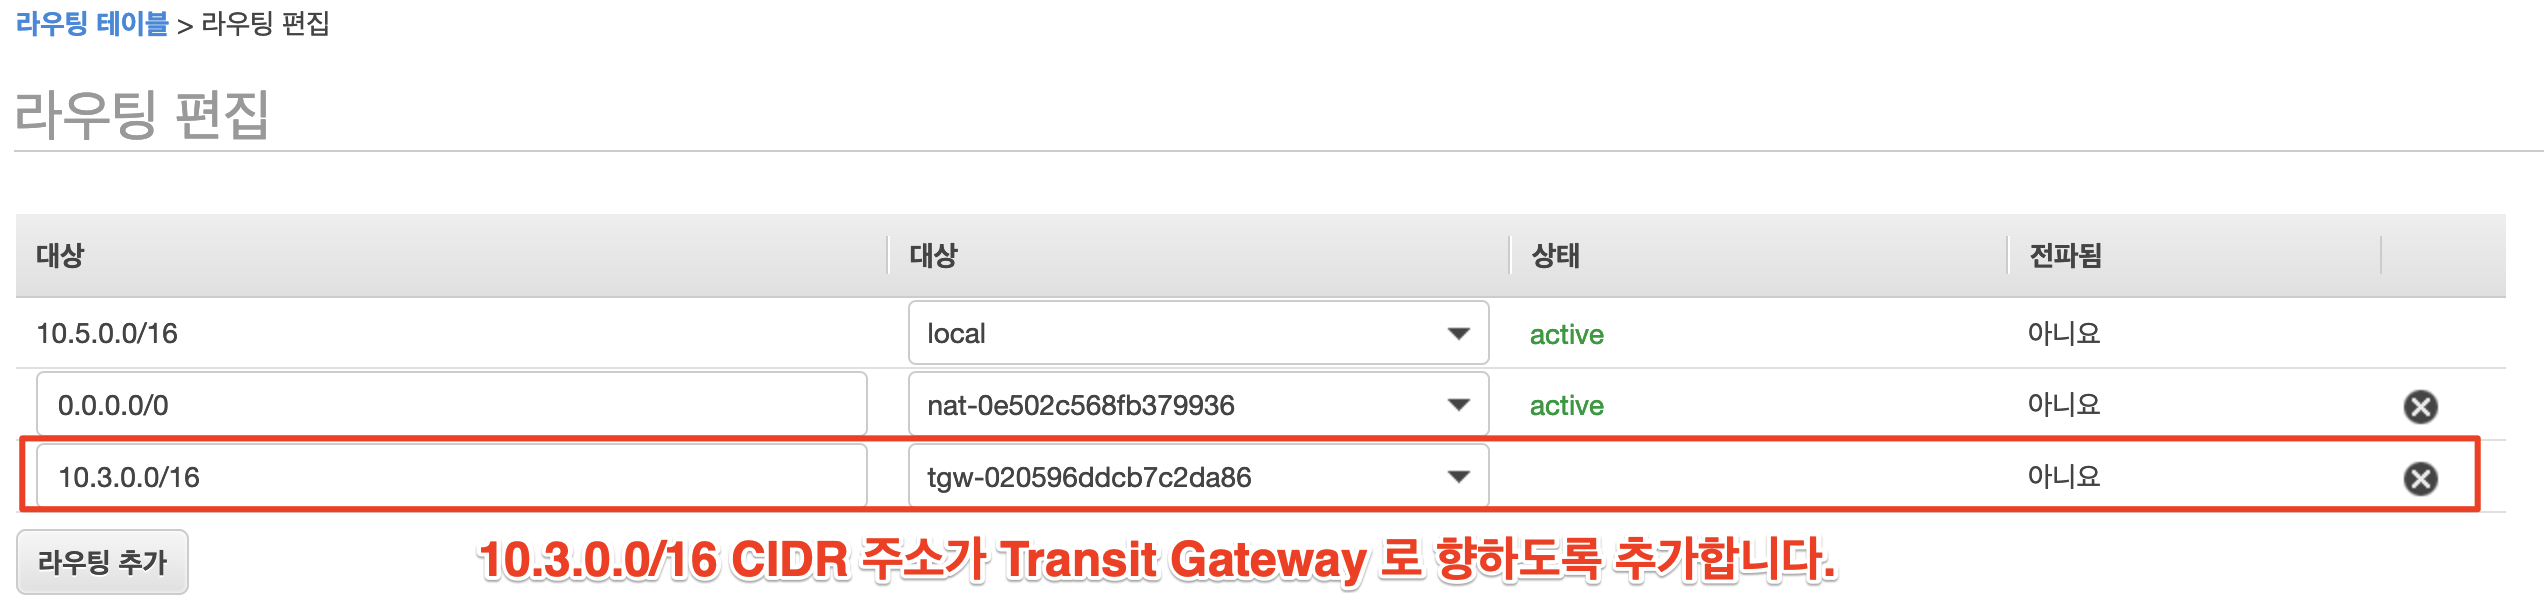 라우팅 테이블 > 라우팅 편집
라우팅 편집
대상 대상 상태 전파됨
10.5.0.0/16 local active 아니요
0.0.0.0/0 nat-0e502c568fb379936 active 아니요
10.3.0.0/16 tgw-020596ddcb7c2da86 아니요
라우팅 추가
10.3.0.0/16 CIDR 주소가 Transit Gateway 로 향하도록 추가합니다.